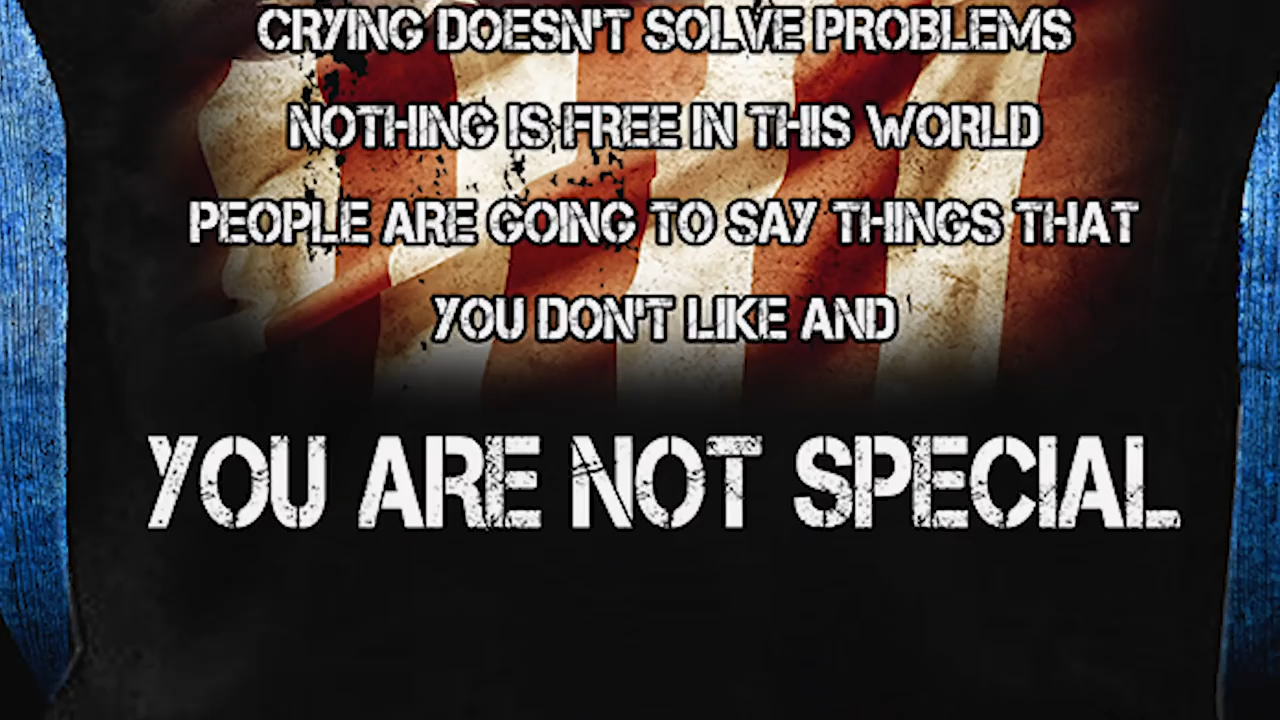 CRYING DOESN'T SOLVE PROBLEMS
NOTHING IS FREE IN THIS WORLD
PEOPLE ARE GOING TO SAY THINGS THAT
YOU DON'T LIKE AND
YOU ARE NOT SPECIAL